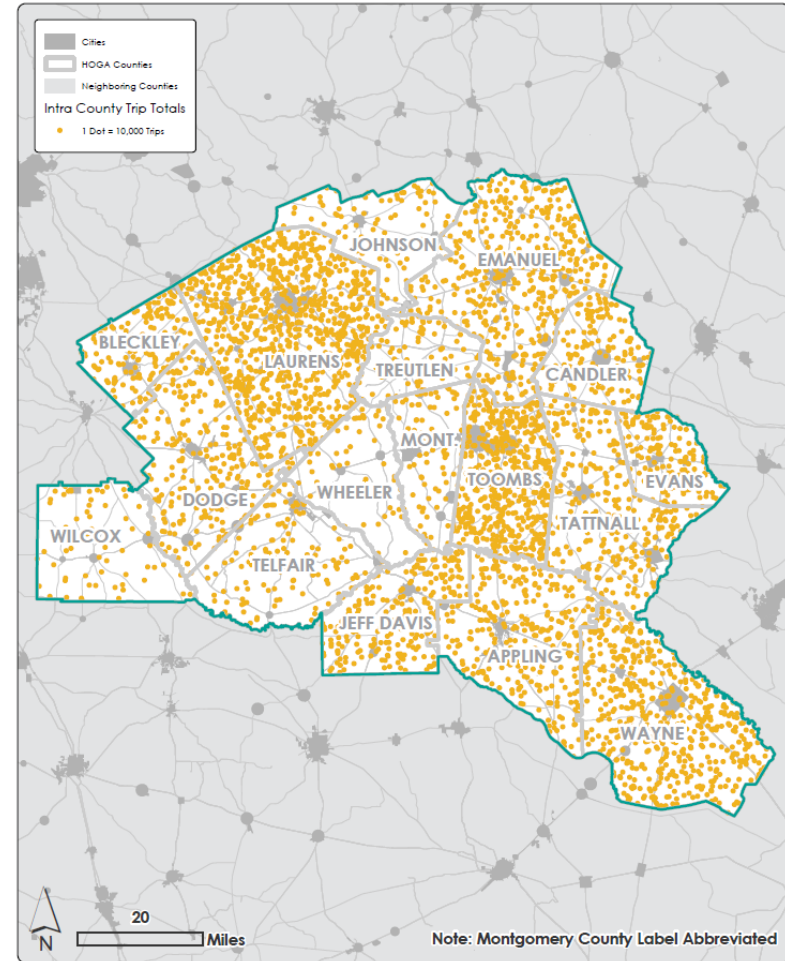 Cities
HOGA Counties
Neighboring Counties
Intra County Trip Totals
1 Dot = 10,000 Trips
JOHNSON
EMANUEL
BLECKLEY
LAURENS
TREUTLEN
CANDLER
MONT.
TOOMBS
EVANS
DODGE
WHEELER
TATTNALL
WILCOX
TELFAIR
JEFF DAVIS
APPLING
WAYNE
20
Miles
N
Note: Montgomery County Label Abbreviated